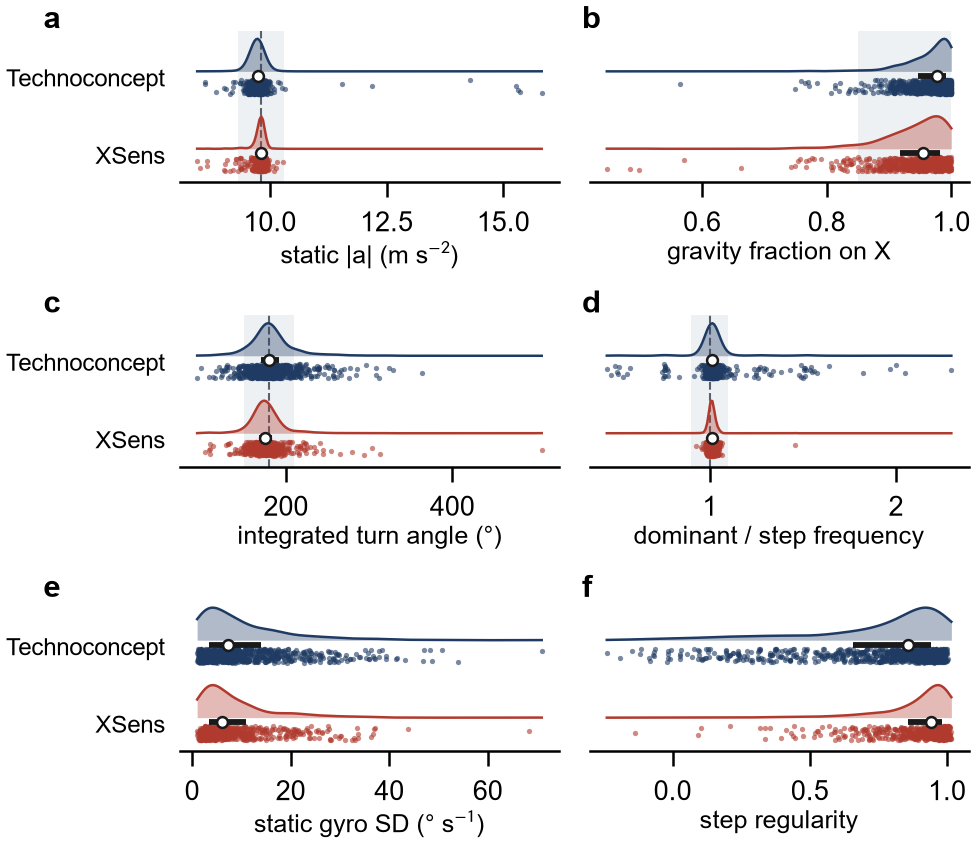 a
b
Technoconcept
XSens
10.0 12.5 15.0
0.6 0.8 1.0
static |a| (m s⁻²)
gravity fraction on X
c
d
Technoconcept
XSens
200 400
1 2
integrated turn angle (°)
dominant / step frequency
e
f
Technoconcept
XSens
0 20 40 60
0.0 0.5 1.0
static gyro SD (° s⁻¹)
step regularity